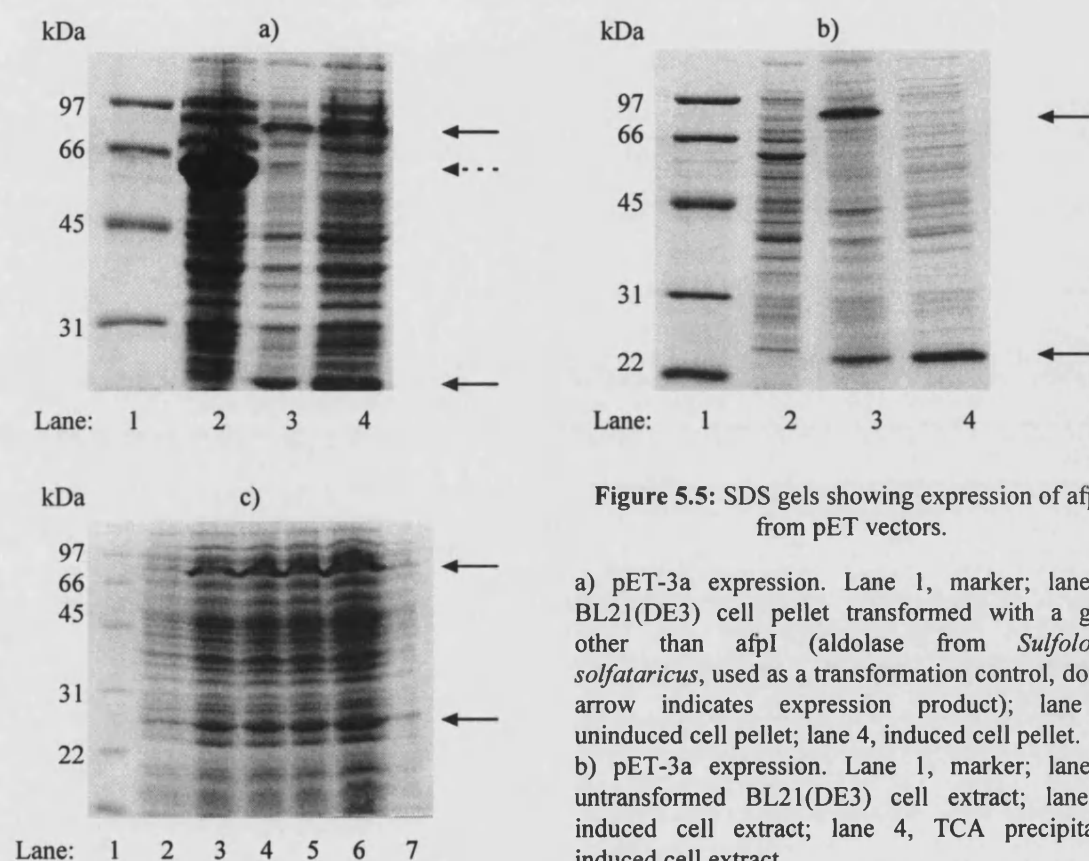 kDa
a)
97
66
45
31
Lane: 1 2 3 4
kDa
b)
97
66
45
31
22
Lane: 1 2 3 4
kDa
c)
97
66
45
31
22
Lane: 1 2 3 4 5 6 7
Figure 5.5: SDS gels showing expression of af
from pET vectors.
a) pET-3a expression. Lane 1, marker; lane
BL21(DE3) cell pellet transformed with a g
other than afpI (aldolase from Sulfolo
solfataricus, used as a transformation control, do
arrow indicates expression product); lane
uninduced cell pellet; lane 4, induced cell pellet.
b) pET-3a expression. Lane 1, marker; lane
untransformed BL21(DE3) cell extract; lane
induced cell extract; lane 4, TCA precipita
induced cell extract